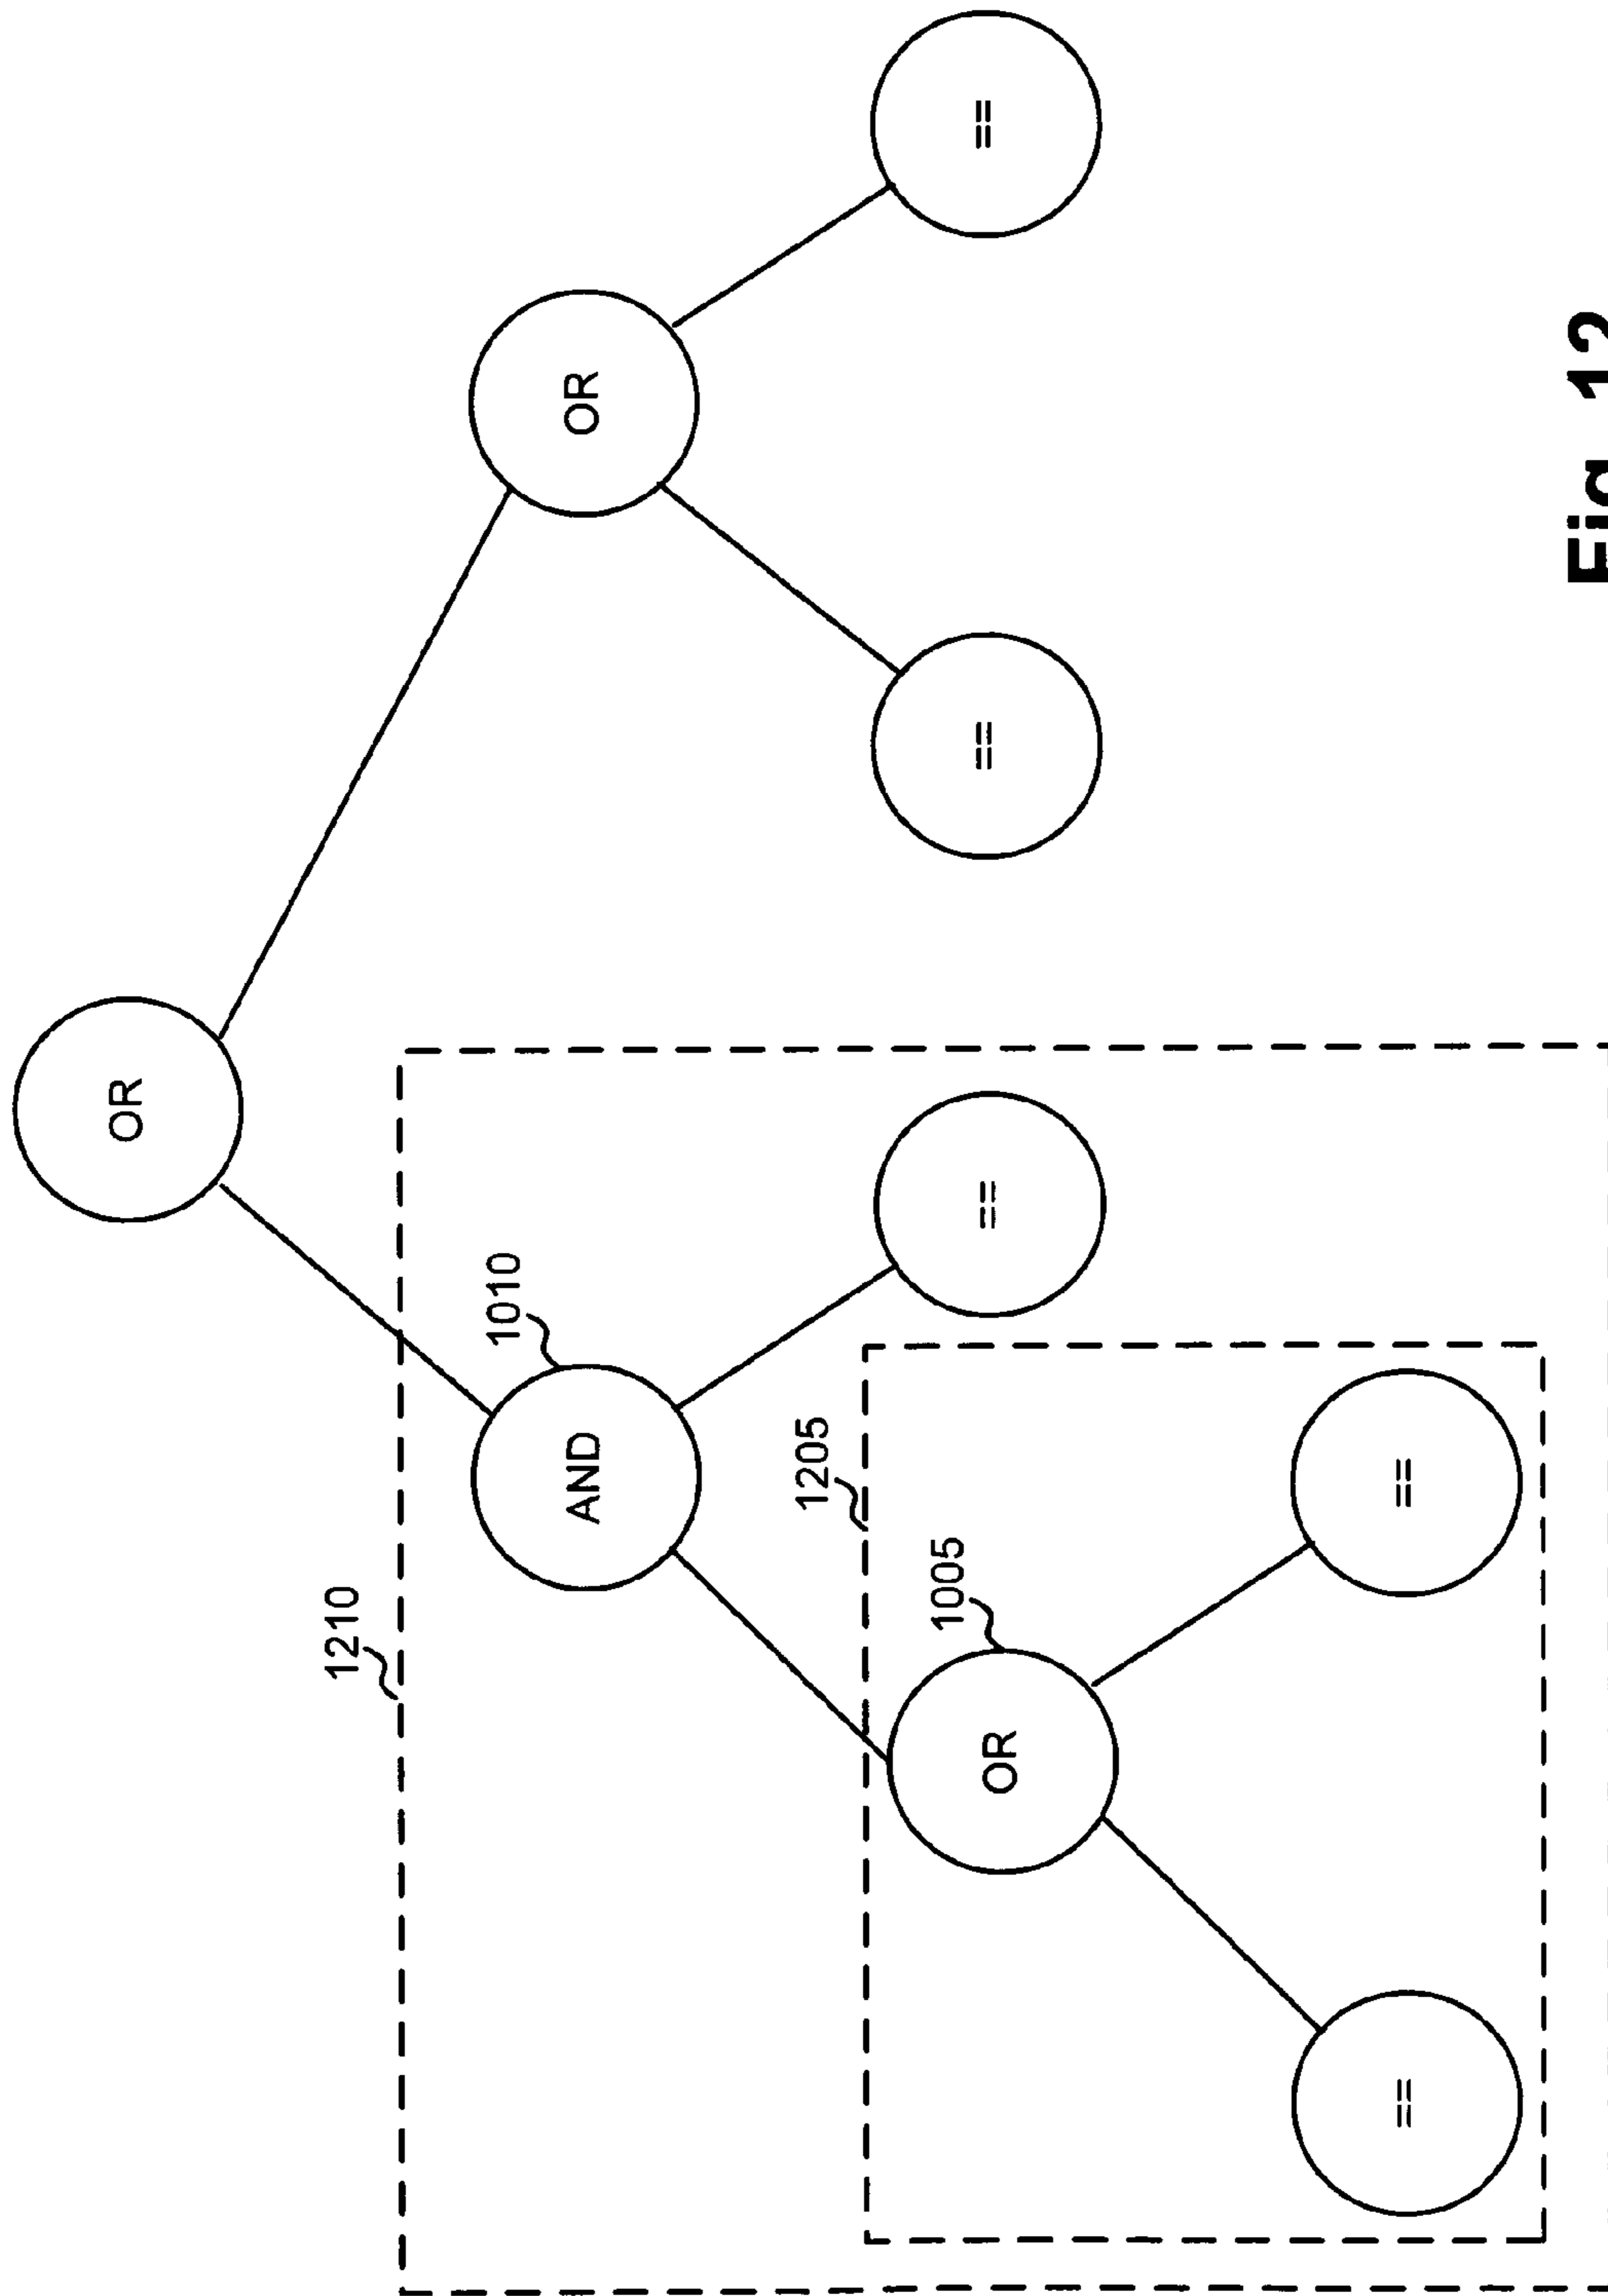 OR
1210
1010
AND
OR
1205
1005
OR
==
==
==
==
==
Fig 12